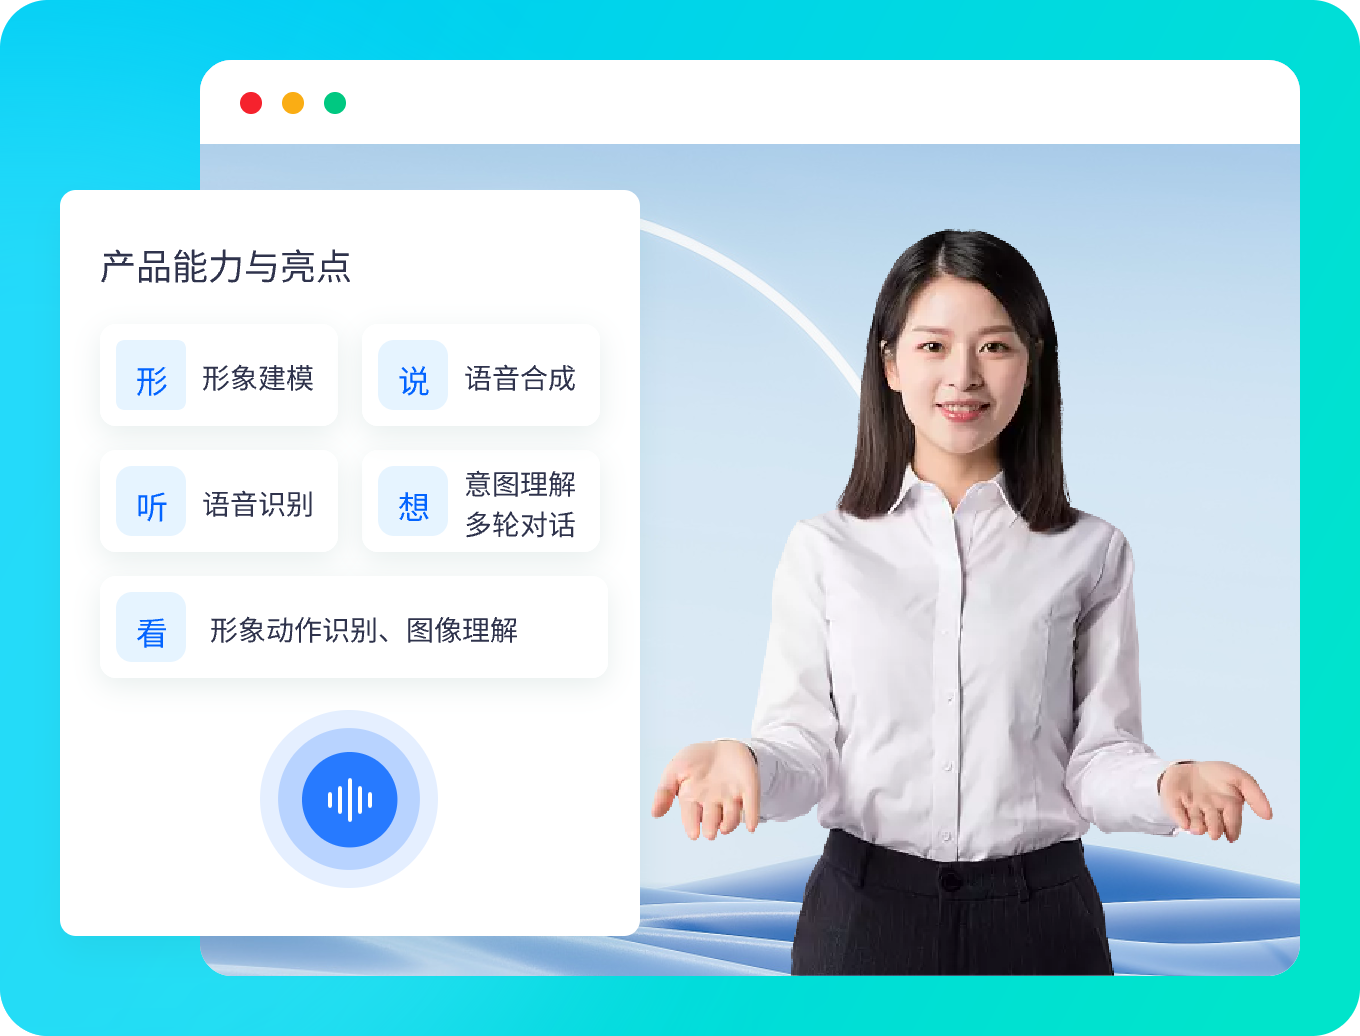 产品能力与亮点
形 形象建模
说 语音合成
听 语音识别
想 意图理解
多轮对话
看 形象动作识别、图像理解